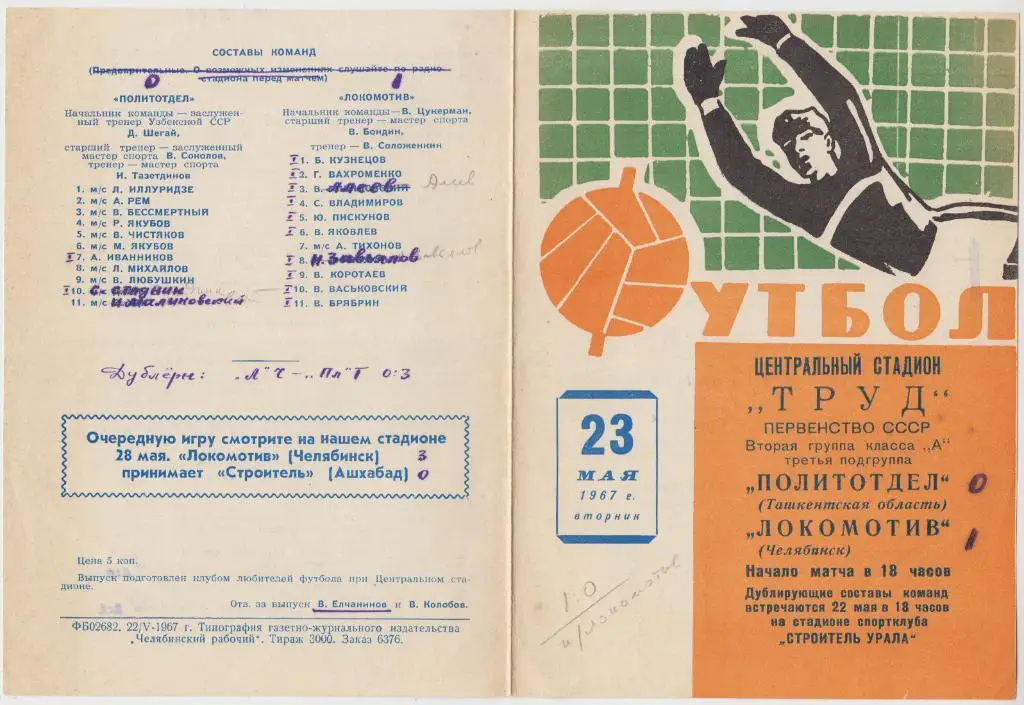 СОСТАВЫ КОМАНД
(Предварительные. О возможных изменениях слушайте по радио-
стадиона перед матчем)
0
„ПОЛИТОТДЕЛ"
Начальник команды — заслужен-
ный тренер Узбекской ССР
Д. Шегай,
старший тренер — заслуженный
мастер спорта В. Соколов,
тренер — мастер спорта
И. Тазетдинов
1. м/с Л. ИЛЛУРИДЗЕ
2. м/с А. РЕМ
3. м/с В. БЕССМЕРТНЫЙ
4. м/с Р. ЯКУБОВ
5. м/с В. ЧИСТЯКОВ
6. м/с М. ЯКУБОВ
7. А. ИВАННИКОВ
8. м/с Л. МИХАЙЛОВ
9. м/с В. ЛЮБУШКИН
10. С. Стадник
11. м/с И. Малиновский
1
„ЛОКОМОТИВ"
Начальник команды — В. Цукерман,
старший тренер — мастер спорта
В. Бондин,
тренер — В. Соложенкин
1. Б. КУЗНЕЦОВ
2. Г. ВАХРОМЕНКО
3. В. Алаев
4. С. ВЛАДИМИРОВ
5. Ю. ПИСКУНОВ
6. В. ЯКОВЛЕВ
7. м/с А. ТИХОНОВ
8. Н. Завьялов
9. В. КОРОТАЕВ
10. В. ВАСЬКОВСКИЙ
11. В. БРЯБРИН
Дублёры: „Л" Ч – „Пл" Т 0:3
Очередную игру смотрите на нашем стадионе
28 мая. «Локомотив» (Челябинск) 3
принимает «Строитель» (Ашхабад) 0
Цена 5 коп.
Выпуск подготовлен клубом любителей футбола при Центральном ста-
дионе.
Отв. за выпуск В. Елчанинов и В. Колобов.
ФБ02682. 22/V-1967 г. Типография газетно-журнального издательства
„Челябинский рабочий". Тираж 3000. Заказ 6376.
ФУТБОЛ
23
МАЯ
1967 г.
вторник
1:0
ЦЕНТРАЛЬНЫЙ СТАДИОН
„ТРУД"
ПЕРВЕНСТВО СССР
Вторая группа класса „А"
третья подгруппа
„ПОЛИТОТДЕЛ" 0
(Ташкентская область)
„ЛОКОМОТИВ" 1
(Челябинск)
Начало матча в 18 часов
Дублирующие составы команд
встречаются 22 мая в 18 часов
на стадионе спортклуба
„СТРОИТЕЛЬ УРАЛА"